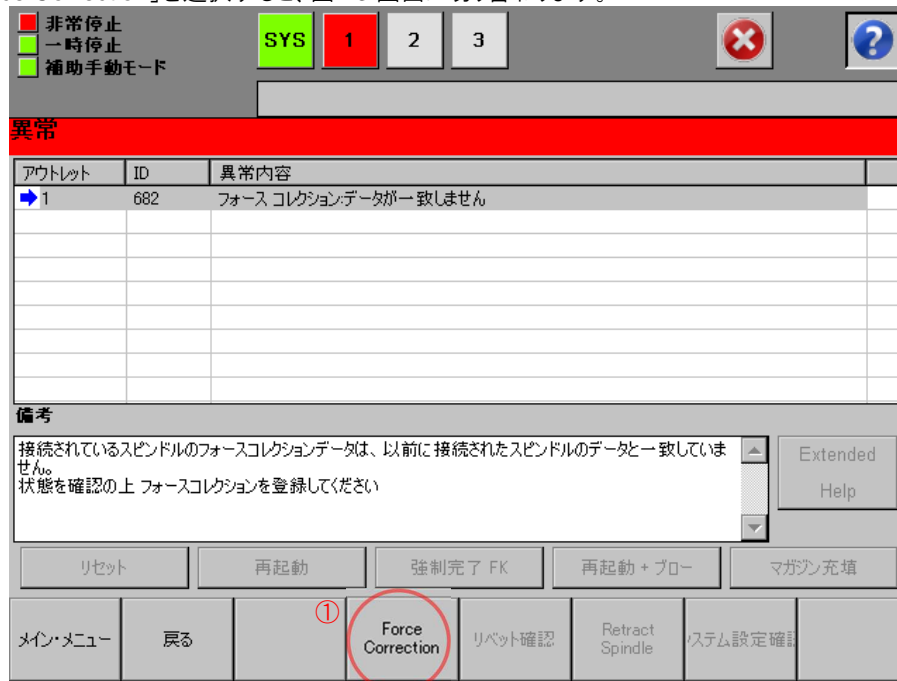 非常停止
一時停止
補助手動モード
SYS
1
2
3
異常
アウトレット
ID
異常内容
1
682
フォース コレクション:データが一致しません
備考
接続されているスピンドルのフォースコレクションデータは、以前に接続されたスピンドルのデータと一致していま
せん。
状態を確認の上 フォースコレクションを登録してください
Extended
Help
リセット
再起動
強制完了 FK
再起動 + ブロー
マガジン充填
①
メイン・メニュー
戻る
Force
Correction
リベット確認
Retract
Spindle
ステム設定確認